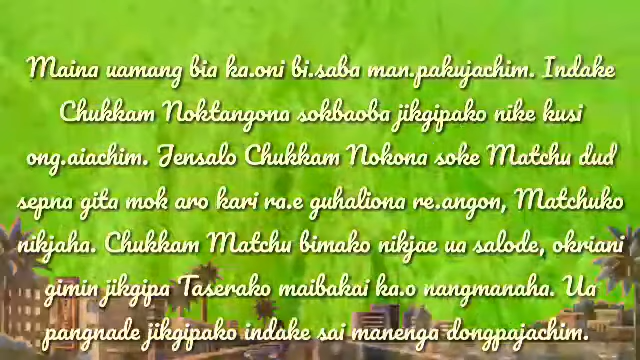 Maina uamang bia ka.oni bi.saba man.pakujachim. Indake
Chukkam Noktangona sokbaoba jikgipako nike kusi
ong.aiachim. Jensalo Chukkam Nokona soke Matchu dud
sepna gita mok aro kari ra.e guhaliona re.angon, Matchuko
nikjaha. Chukkam Matchu bimako nikjae ua salode, okriani
gimin jikgipa Taserako maibakai ka.o nangmanaha. Ua
pangnade jikgipako indake sai manenga dongpajachim.